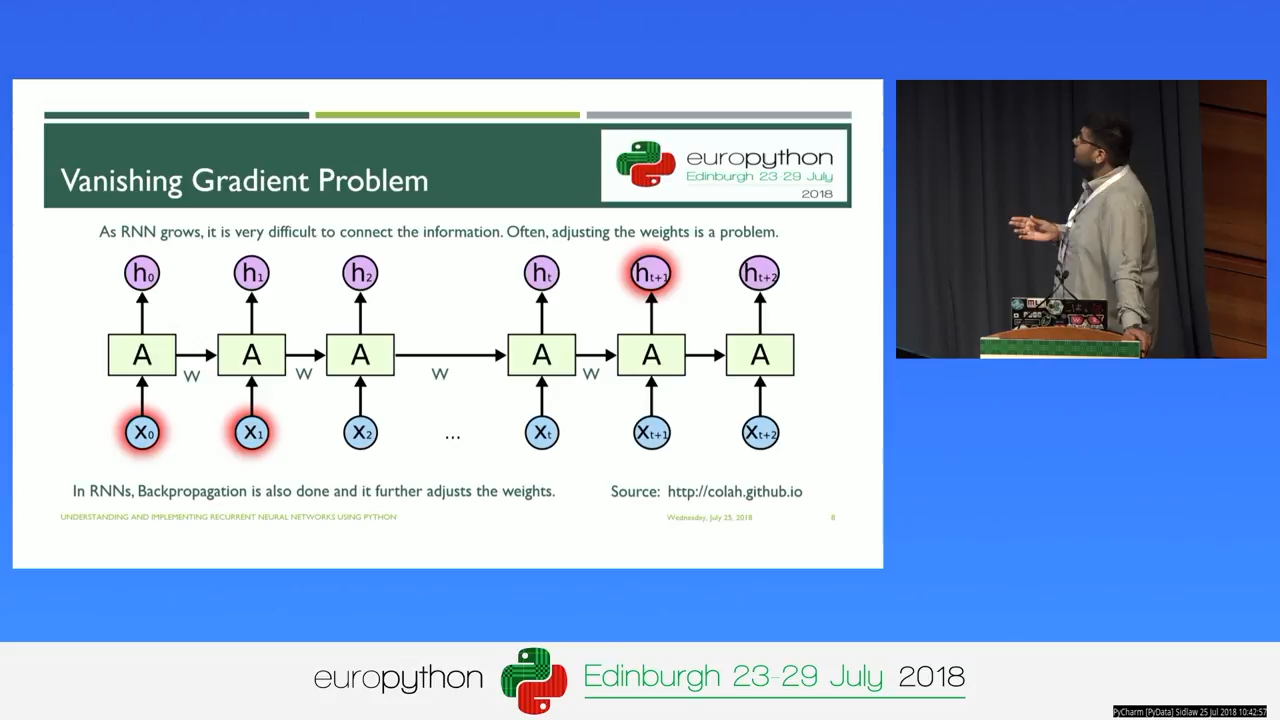 Vanishing Gradient Problem
europython
Edinburgh 23-29 July
2018
As RNN grows, it is very difficult to connect the information. Often, adjusting the weights is a problem.
h0 h1 h2 ht ht+1 ht+2
A A A A A A
W W W W
x0 x1 x2 ... xt xt+1 xt+2
In RNNs, Backpropagation is also done and it further adjusts the weights. Source: http://colah.github.io
UNDERSTANDING AND IMPLEMENTING RECURRENT NEURAL NETWORKS USING PYTHON Wednesday, July 25, 2018 8
europython Edinburgh 23-29 July 2018
PyCharm [PyData] Sidlaw 25 Jul 2018 10:42:57